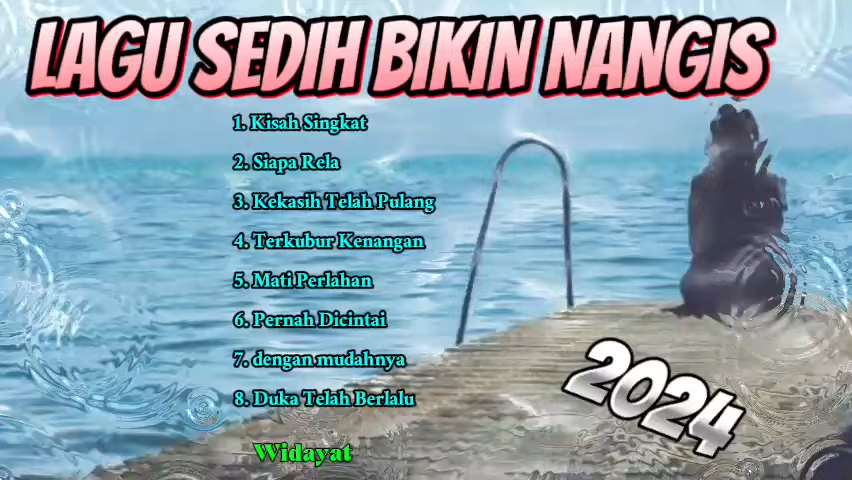 LAGU SEDIH BIKIN NANGIS
1. Kisah Singkat
2. Siapa Rela
3. Kekasih Telah Pulang
4. Terkubur Kenangan
5. Mati Perlahan
6. Pernah Dicintai
7. dengan mudahnya
8. Duka Telah Berlalu
2024
Widayat